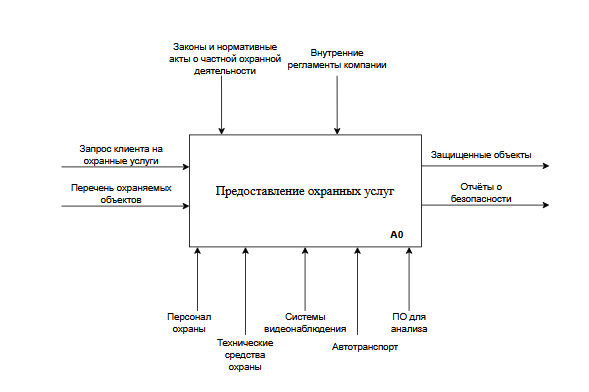 Законы и нормативные
акты о частной охранной
деятельности
Внутренние
регламенты компании
Запрос клиента на
охранные услуги
Перечень охраняемых
объектов
Предоставление охранных услуг
A0
Защищенные объекты
Отчёты о
безопасности
Персонал
охраны
Технические
средства
охраны
Системы
видеонаблюдения
Автотранспорт
ПО для
анализа